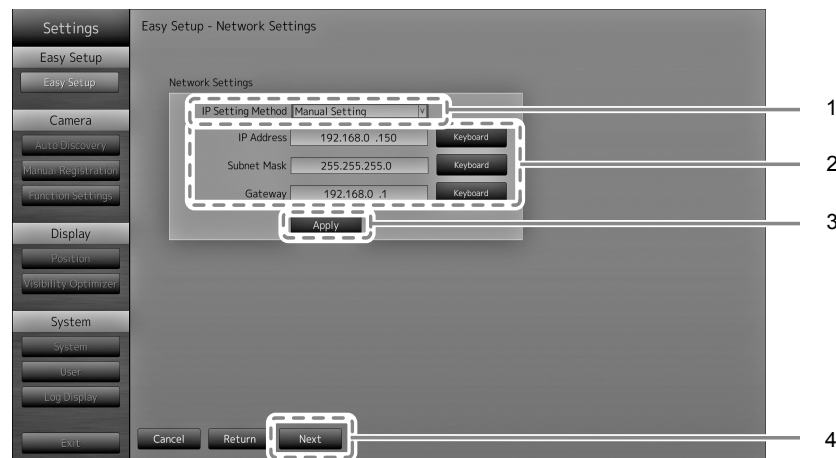 Settings
Easy Setup - Network Settings
Easy Setup
Easy Setup
Camera
Auto Discovery
Manual Registration
Function Settings
Display
Position
Visibility Optimizer
System
System
User
Log Display
Exit
Network Settings
IP Setting Method Manual Setting
IP Address 192.168.0 .150 Keyboard
Subnet Mask 255.255.255.0 Keyboard
Gateway 192.168.0 .1 Keyboard
Apply
Cancel Return Next
1
2
3
4